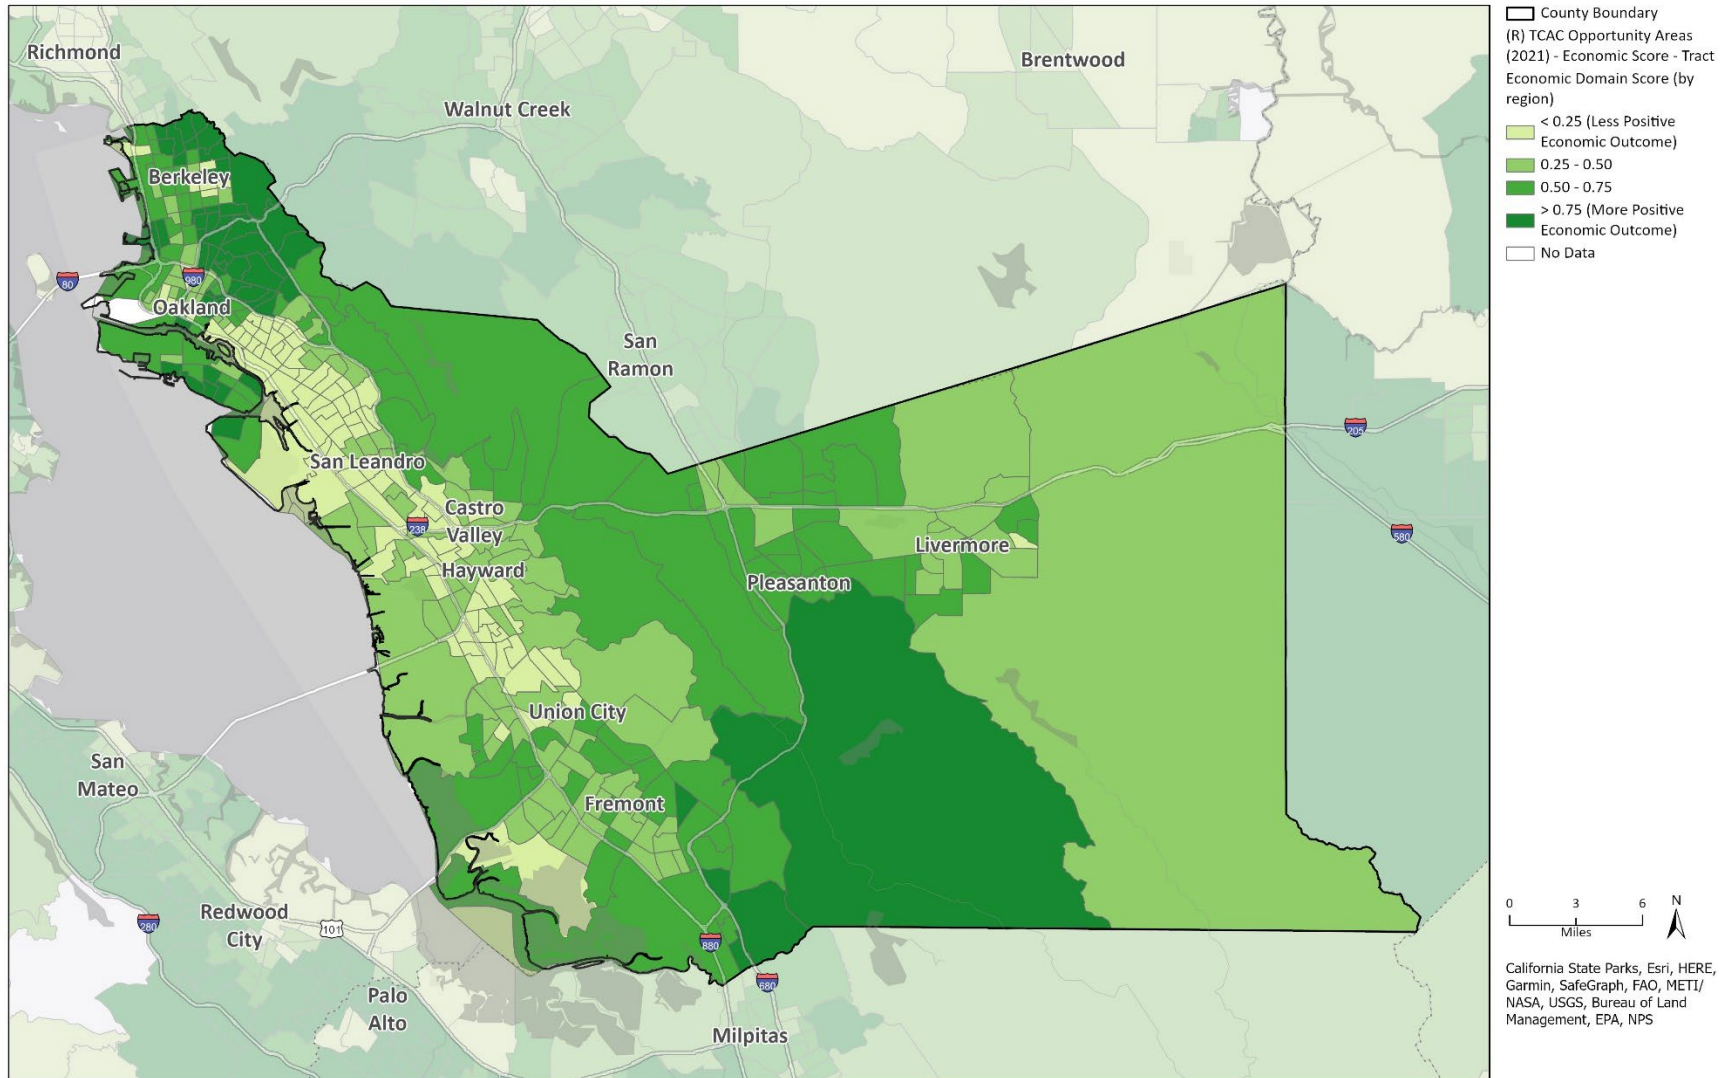 Richmond
Brentwood
Walnut Creek
Berkeley
80
980
Oakland
San
Ramon
205
San Leandro
Castro
Valley
238
580
Livermore
Hayward
Pleasanton
Union City
San
Mateo
Fremont
Redwood
City
280
101
880
680
Palo
Alto
Milpitas
County Boundary
(R) TCAC Opportunity Areas
(2021) - Economic Score - Tract
Economic Domain Score (by
region)
< 0.25 (Less Positive
Economic Outcome)
0.25 - 0.50
0.50 - 0.75
> 0.75 (More Positive
Economic Outcome)
No Data
0 3 6
Miles
N
California State Parks, Esri, HERE,
Garmin, SafeGraph, FAO, METI/
NASA, USGS, Bureau of Land
Management, EPA, NPS